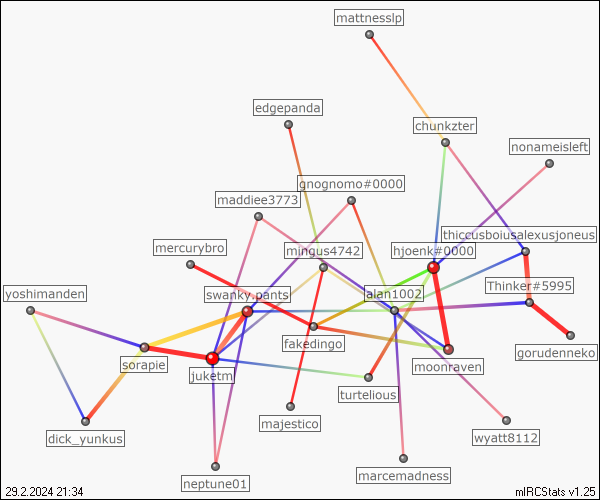 mattnesslp
edgepanda
chunkzter
nonameisleft
gnognomo#0000
maddiee3773
thiccusboiusalexusjoneus
mercurybro
mingus4742
hjoenk#0000
yoshimanden
swanky.pants
alan1002
Thinker#5995
fakedingo
gorudenneko
sorapie
juketm
moonraven
turtelious
majestico
dick_yunkus
wyatt8112
marcemadness
neptune01
29.2.2024 21:34
mIRCStats v1.25